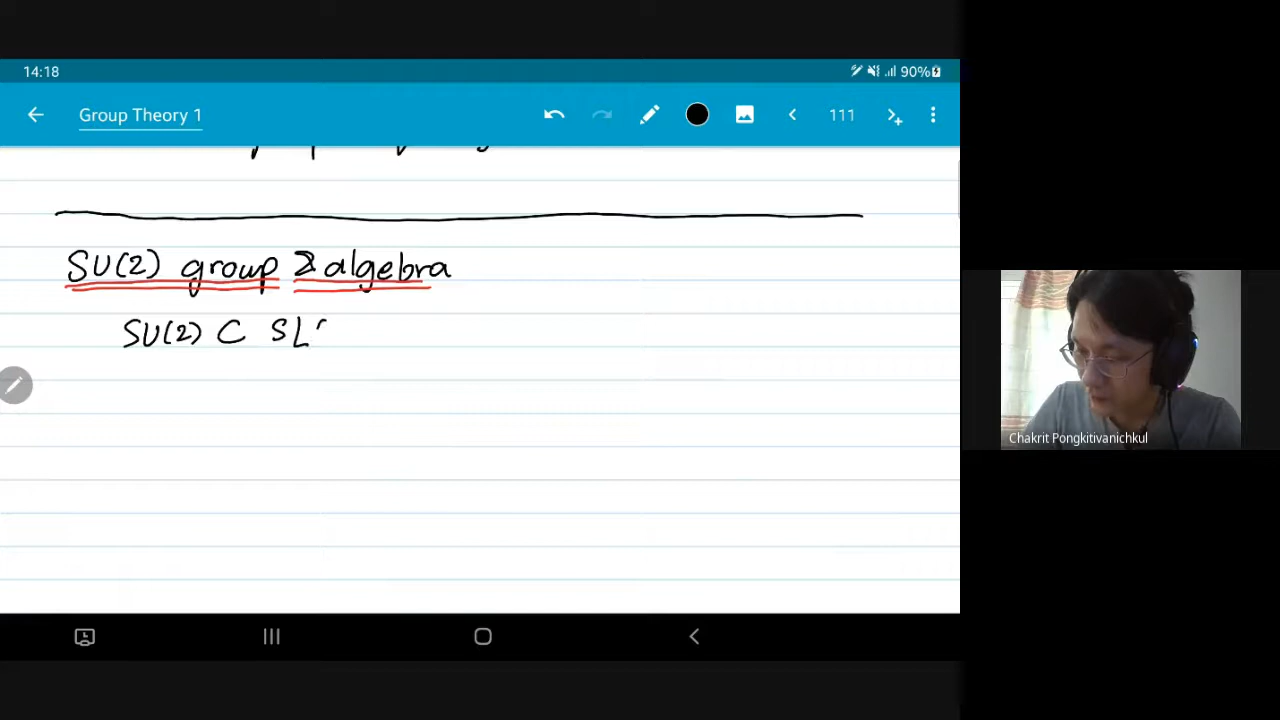 14:18
90%
Group Theory 1
111
SU(2) group & algebra
SU(2) ⊂ SL
Chakrit Pongkitivanichkul